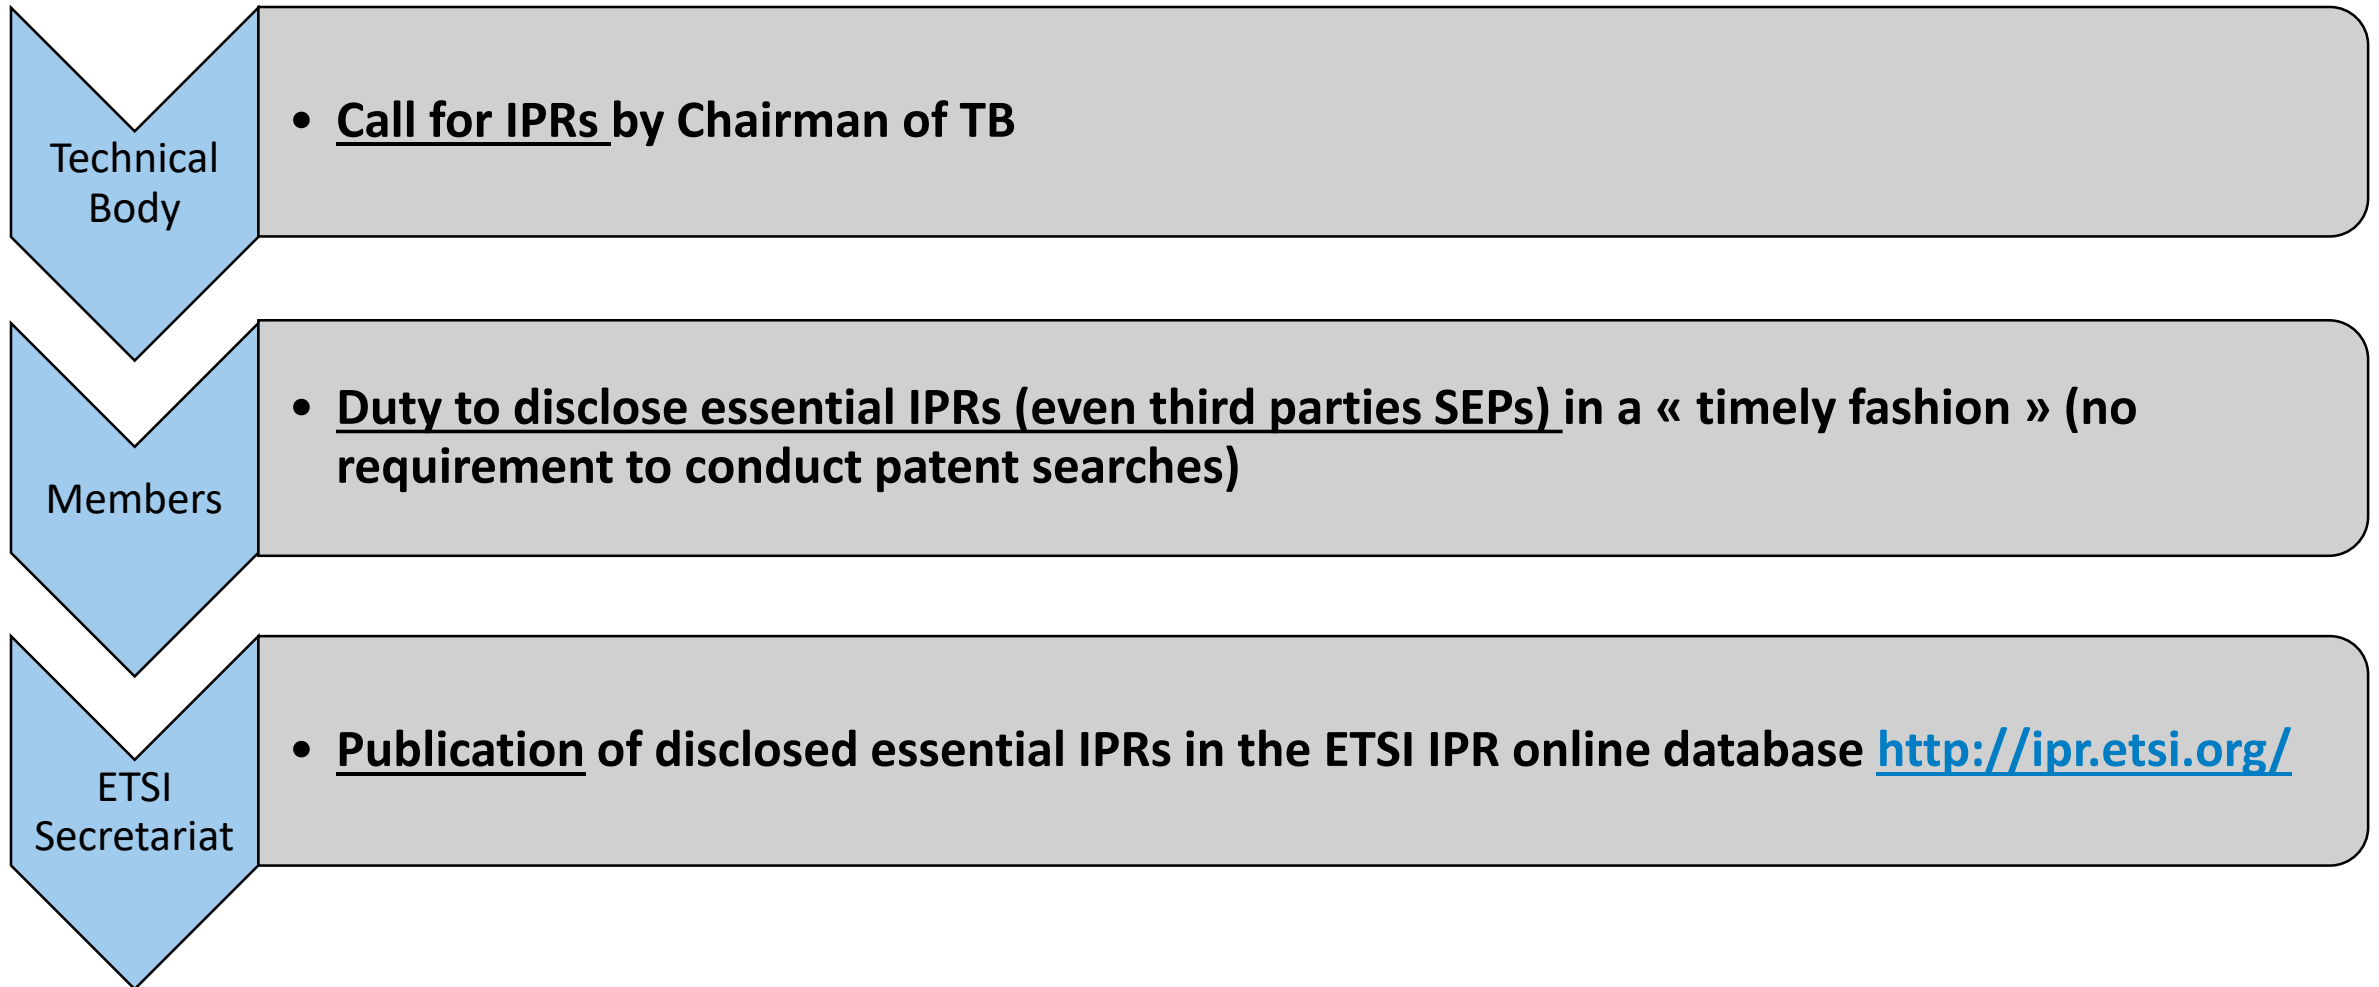 Technical
Body
• Call for IPRs by Chairman of TB
Members
• Duty to disclose essential IPRs (even third parties SEPs) in a « timely fashion » (no
requirement to conduct patent searches)
ETSI
Secretariat
• Publication of disclosed essential IPRs in the ETSI IPR online database http://ipr.etsi.org/